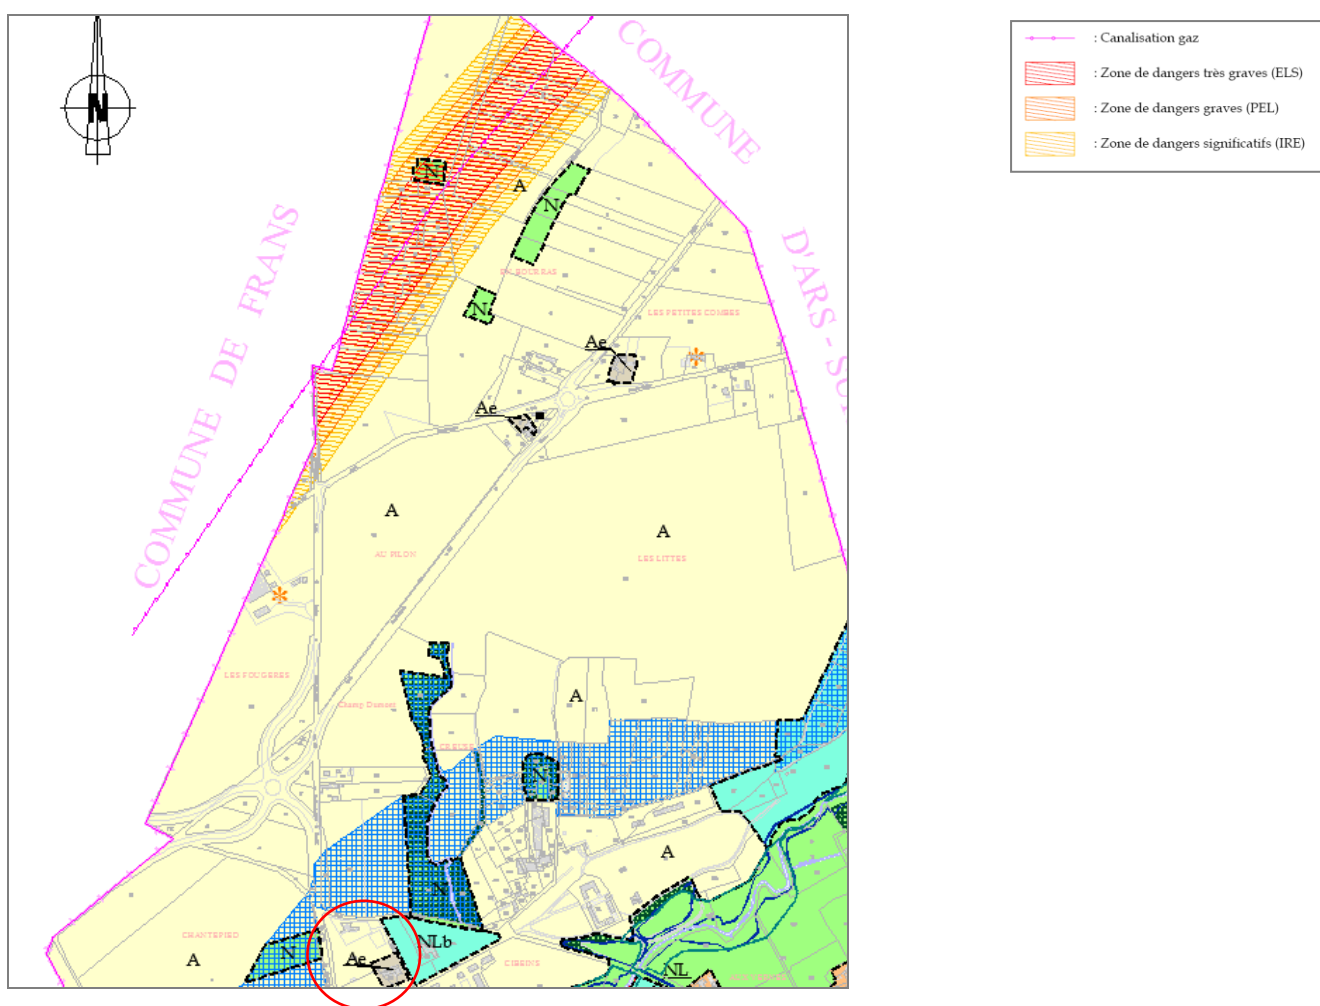 N
COMMUNE
D'ARS - SU
COMMUNE DE FRANS
: Canalisation gaz
: Zone de dangers très graves (ELS)
: Zone de dangers graves (PEL)
: Zone de dangers significatifs (IRE)
N
A
N
N
LES PETITES COMBES
Ae
Ae
A
A
AU PILON
LES LITTES
LES FOUGERES
Champ Dumont
A
CREUSE
N
A
N
CHANTEPIED
A
N
Ae
NLb
CIBEINS
NL